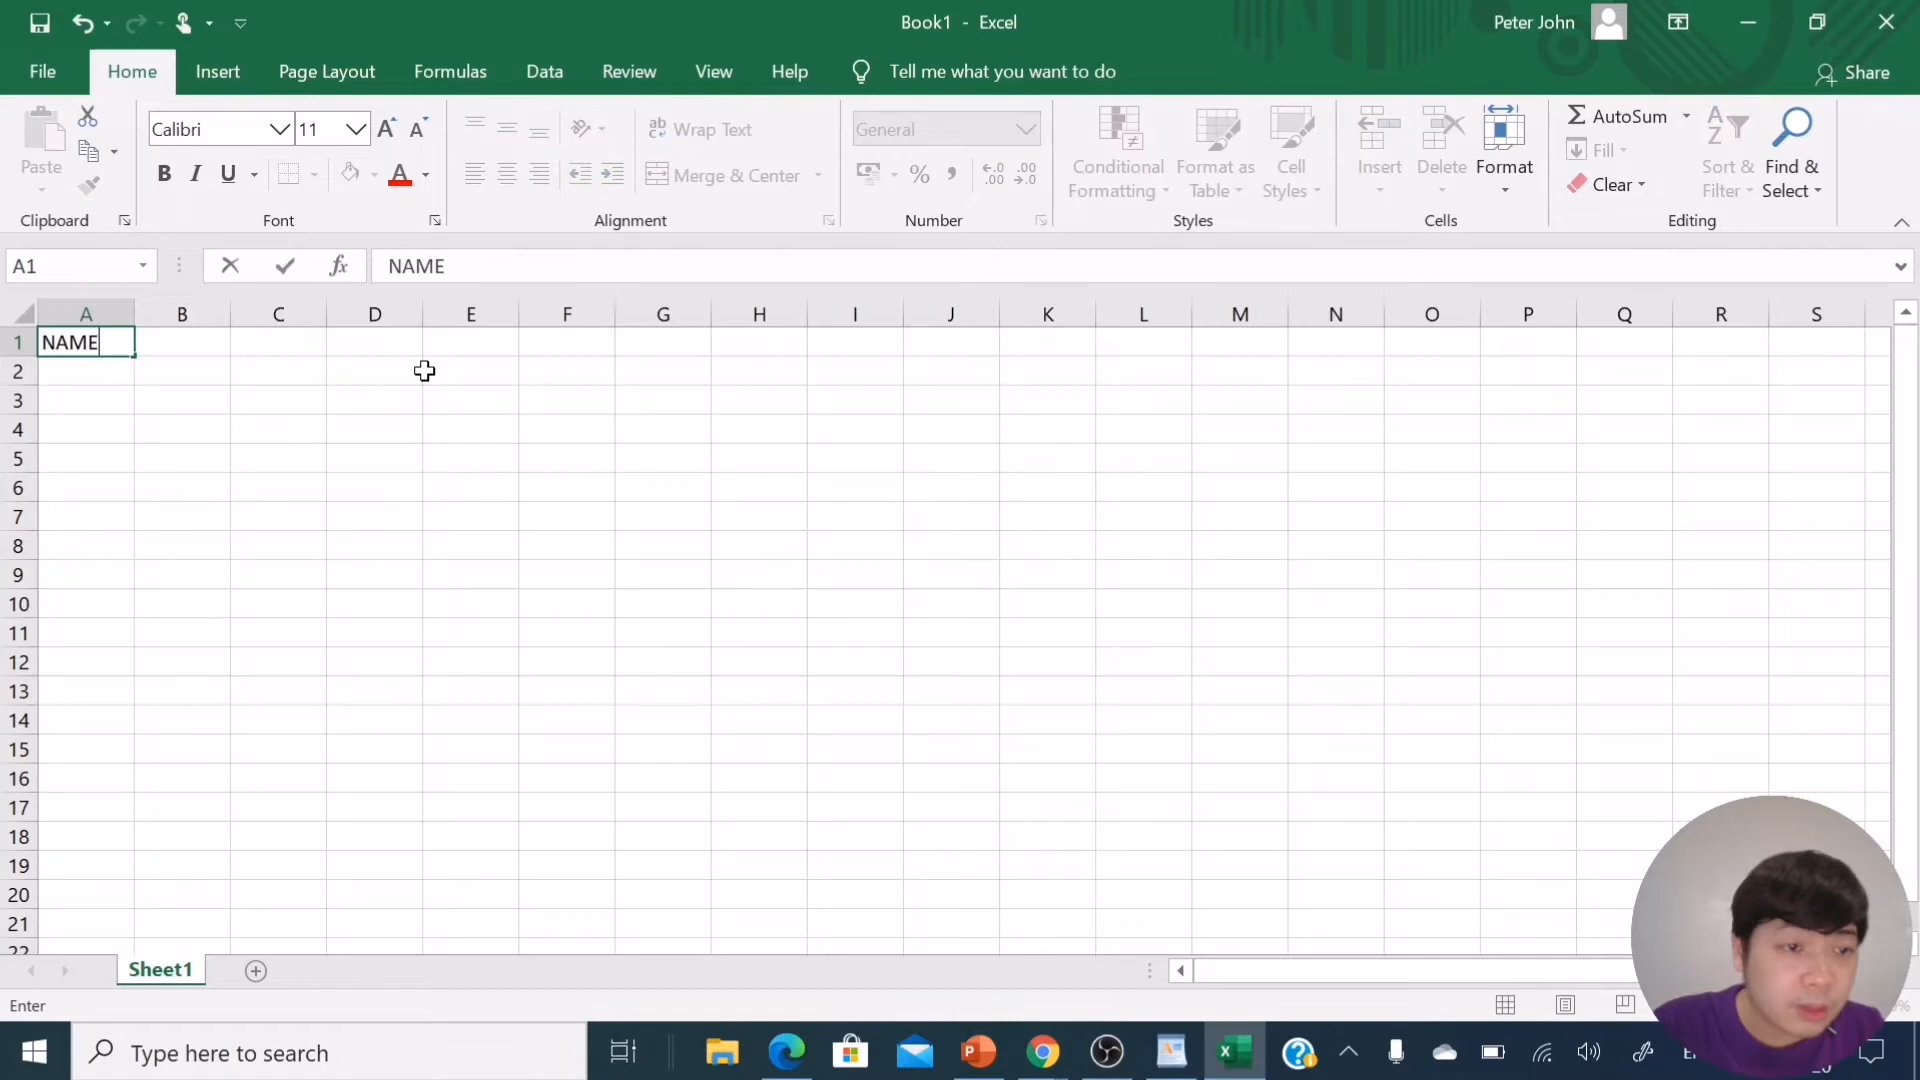 Book1 - Excel
Peter John
File Home Insert Page Layout Formulas Data Review View Help Tell me what you want to do Share
Paste
Clipboard
Calibri 11
B I U
Font
Wrap Text
Merge & Center
Alignment
General
Number
Conditional Formatting
Format as Table
Cell Styles
Styles
Insert
Delete
Format
Cells
AutoSum
Fill
Clear
Sort & Filter
Find & Select
Editing
A1 fx NAME
A B C D E F G H I J K L M N O P Q R S
1 NAME
2
3
4
5
6
7
8
9
10
11
12
13
14
15
16
17
18
19
20
21
22
Sheet1
Enter
Type here to search